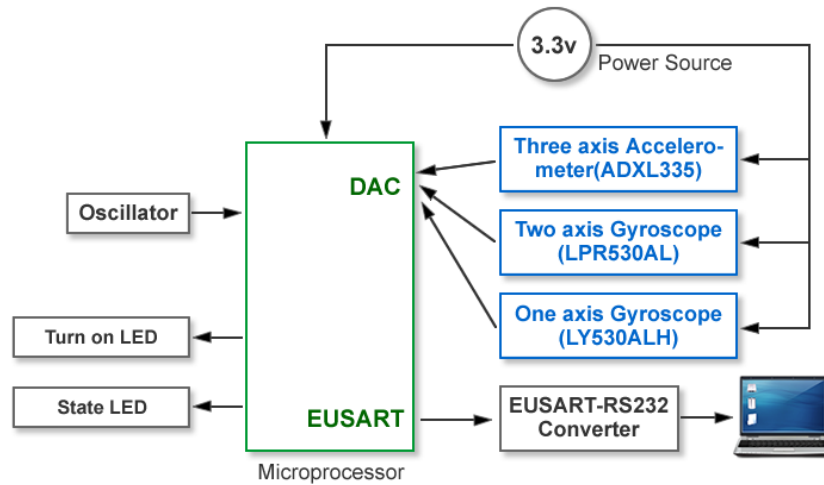 3.3v
Power Source
Three axis Accelero-
meter(ADXL335)
DAC
Oscillator
Two axis Gyroscope
(LPR530AL)
One axis Gyroscope
(LY530ALH)
Turn on LED
State LED
EUSART
EUSART-RS232
Converter
Microprocessor